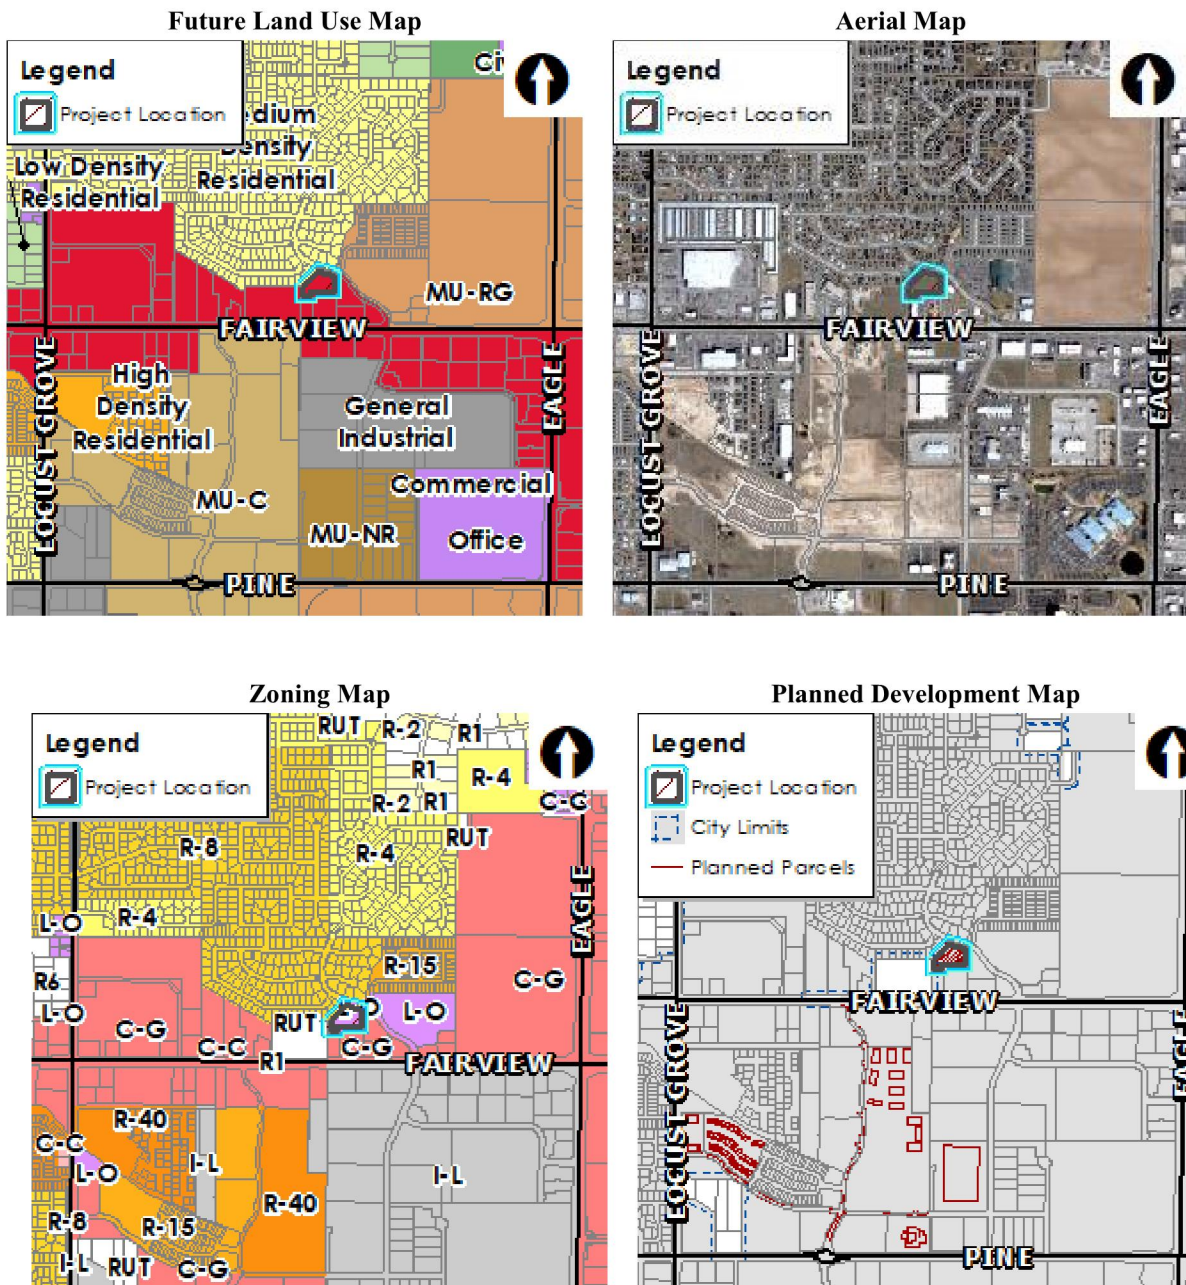 Future Land Use Map
Legend
Project Location
Ci
edium
Density
Residential
Low Density
Residential
MU-RG
FAIRVIEW
LOCUST GROVE
EAGLE
High
Density
Residential
General
Industrial
MU-C
Commercial
MU-NR
Office
PINE
Aerial Map
Legend
Project Location
FAIRVIEW
LOCUST GROVE
EAGLE
PINE
Zoning Map
Legend
Project Location
RUT
R-2
R1
R1
R-4
R-2
R1
C-C
RUT
R-8
R-4
EAGLE
L-O
R-4
R-15
R6
C-G
L-O
L-O
RUT
O
C-G
C-C
C-G
R1
FAIRVIEW
R-40
C-C
L-O
I-L
I-L
R-40
R-8
R-15
I-L
RUT
C-G
Planned Development Map
Legend
Project Location
City Limits
Planned Parcels
FAIRVIEW
LOCUST GROVE
PINE